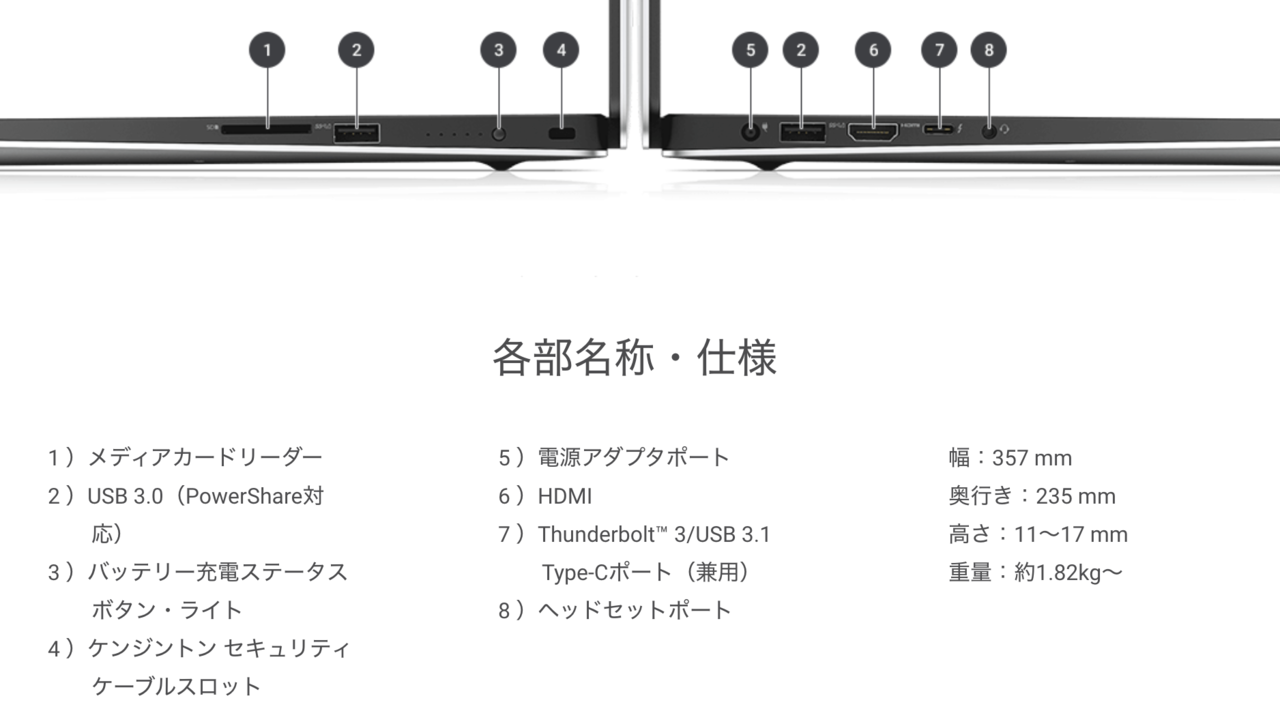 1 2 3 4 5 2 6 7 8
各部名称・仕様
1）メディアカードリーダー
2）USB 3.0（PowerShare対
応）
3）バッテリー充電ステータス
ボタン・ライト
4）ケンジントン セキュリティ
ケーブルスロット
5）電源アダプタポート
6）HDMI
7）Thunderbolt™ 3/USB 3.1
Type-Cポート（兼用）
8）ヘッドセットポート
幅：357 mm
奥行き：235 mm
高さ：11〜17 mm
重量：約1.82kg〜